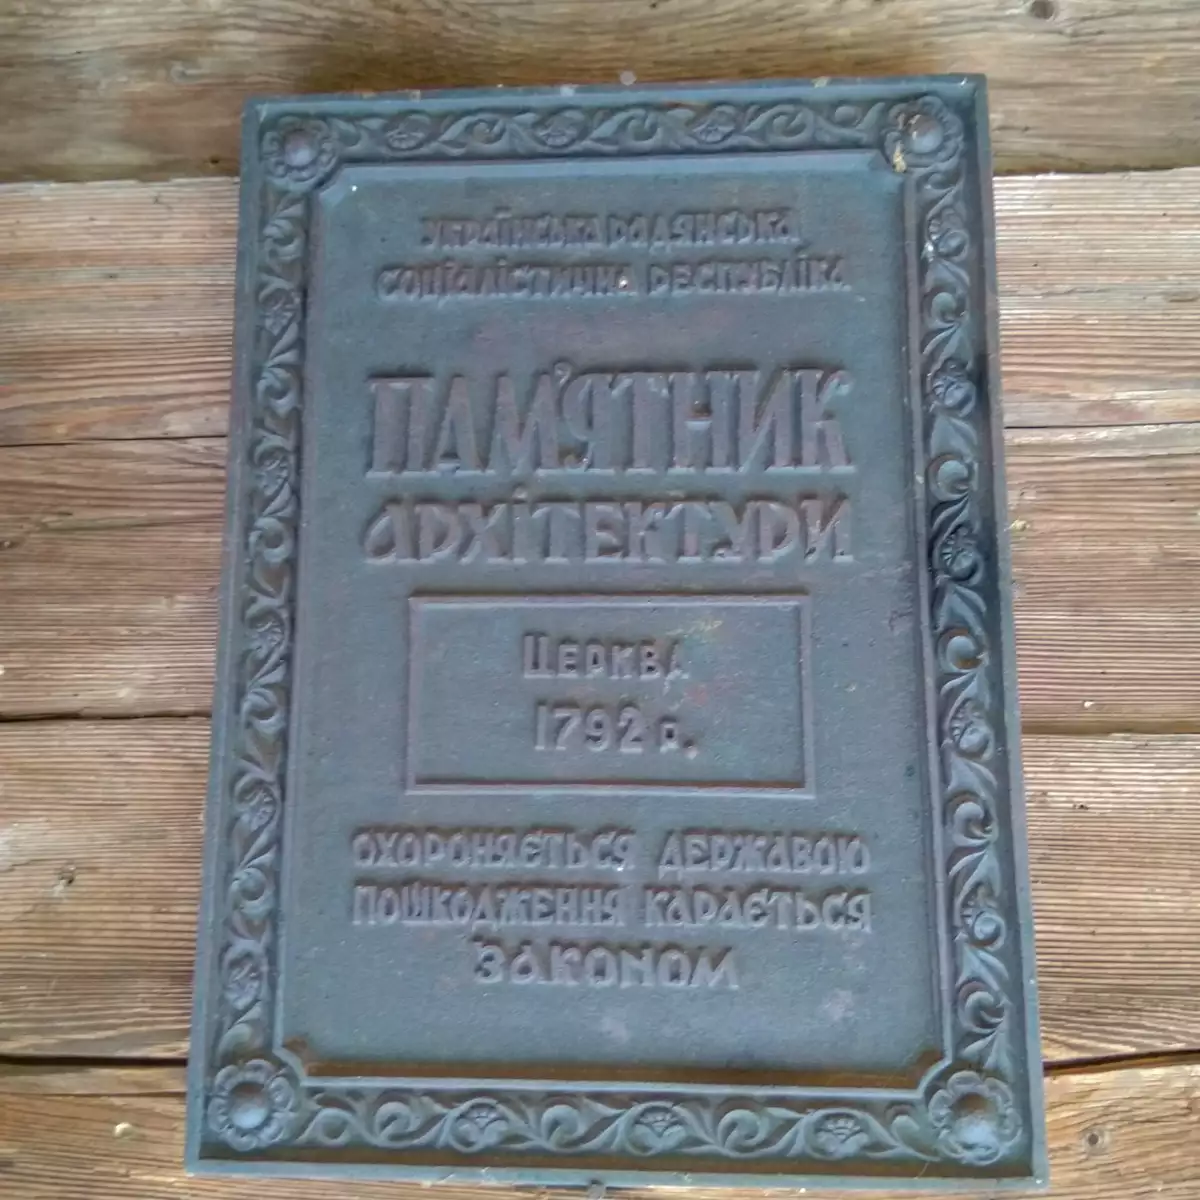 УКРАЇНСЬКА РАДЯНСЬКА
СОЦІАЛІСТИЧНА РЕСПУБЛІКА
ПАМ'ЯТНИК
АРХІТЕКТУРИ
ЦЕРКВА
1792 р.
ОХОРОНЯЄТЬСЯ ДЕРЖАВОЮ
ПОШКОДЖЕННЯ КАРАЄТЬСЯ
ЗАКОНОМ